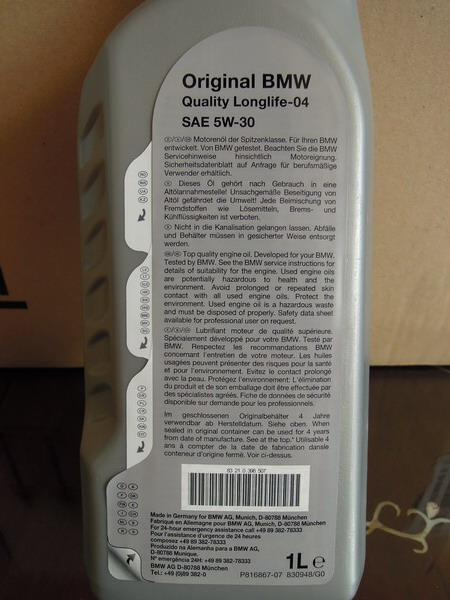 Original BMW
Quality Longlife-04
SAE 5W-30
Motorenöl der Spitzenklasse. Für Ihren BMW
entwickelt. Von BMW getestet. Beachten Sie die BMW
Servicehinweise hinsichtlich Motoreignung.
Sicherheitsdatenblatt auf Anfrage für berufsmäßige
Verwender erhältlich.
Dieses Öl gehört nach Gebrauch in eine
Altölannahmestelle! Unsachgemäße Beseitigung von
Altöl gefährdet die Umwelt! Jede Beimischung von
Fremdstoffen wie Lösemitteln, Brems- und
Kühlflüssigkeiten ist verboten.
Nicht in die Kanalisation gelangen lassen. Abfälle
und Behälter müssen in gesicherter Weise entsorgt
werden.
Top quality engine oil. Developed for your BMW.
Tested by BMW. See the BMW service instructions for
details of suitability for the engine. Used engine oils
are potentially hazardous to health and the
environment. Avoid prolonged or repeated skin
contact with all used engine oils. Protect the
environment. Used engine oil is a hazardous waste
and must be disposed of properly. Safety data sheet
available for professional user on request.
Lubrifiant moteur de qualité supérieure.
Spécialement développé pour votre BMW. Testé par
BMW. Respectez les recommandations BMW
concernant l'entretien de votre moteur. Les huiles
usagées peuvent présenter des risques pour la santé
et pour l'environnement. Evitez le contact prolongé
avec la peau. Protégez l'environnement: L'élimination
du produit et de son emballage doit être effectuée par
des spécialistes agréés. Fiche de données de sécurité
disponible sur demande pour les professionnels.
Im geschlossenen Originalbehälter 4 Jahre
verwendbar ab Herstelldatum. Siehe oben. When
sealed in original container can be used for 4 years
from date of manufacture. See at the top.* Utilisable 4
ans à compter de la date de fabrication dansle
conteneur d'origine fermé. Voir ci-dessus.
83 21 0 398 507
Made in Germany for BMW AG, Munich, D-80788 München
Fabriqué en Allemagne pour BMW AG, Munich, D-80788 München
For 24-hour emergency assistance call +49 89 382-78333
Pour l'assistance d'urgence de 24 heures
composez +49 89 382-78333
Produzido na Alemanha para a BMW AG,
D-80788 Munique.
Nº emergência 24H: +49 89 382-78333
BMW AG D-80788 München
Tel.: +49 (0)89 382-0
1L e
P816867-07 830948/G0